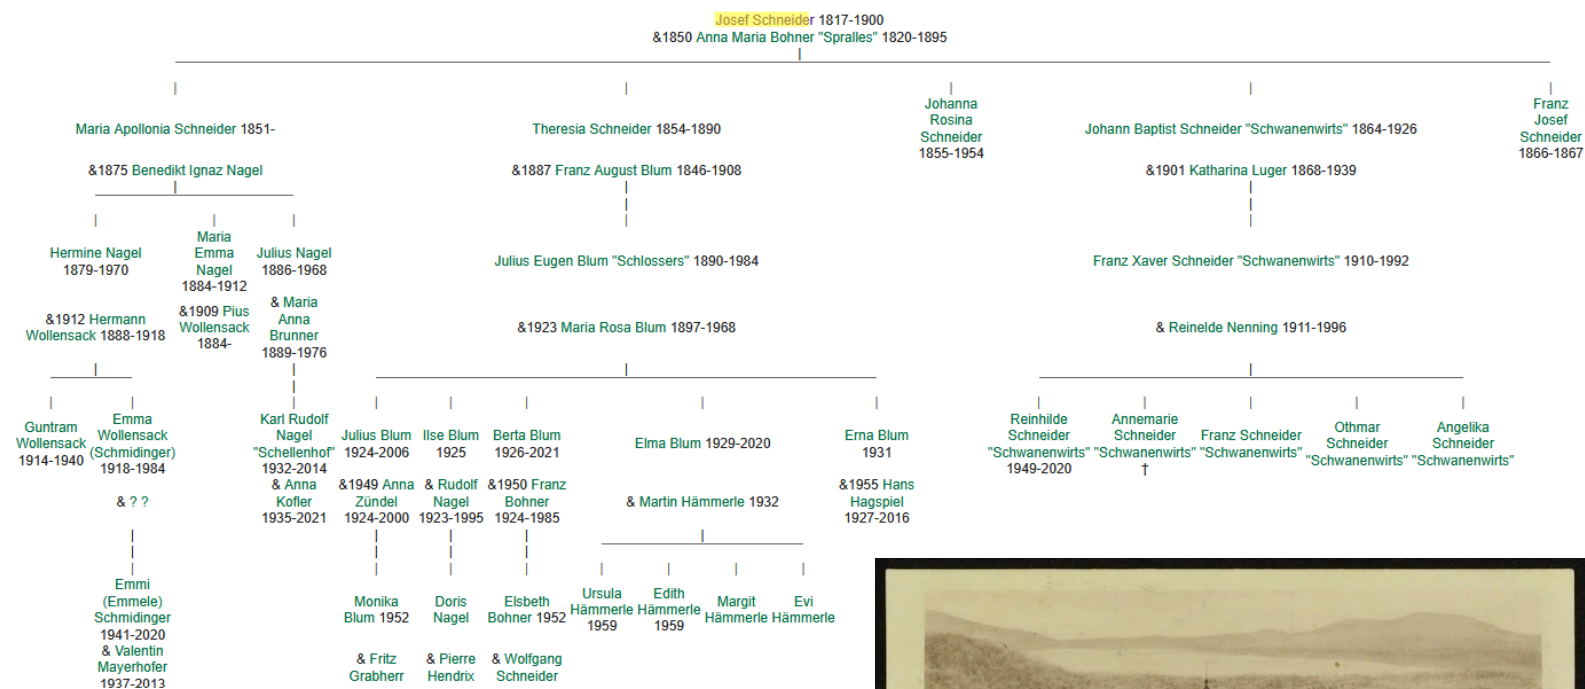 Josef Schneider 1817-1900
&1850 Anna Maria Bohner "Spralles" 1820-1895
Maria Apollonia Schneider 1851-
&1875 Benedikt Ignaz Nagel
Theresia Schneider 1854-1890
&1887 Franz August Blum 1846-1908
Johanna
Rosina
Schneider
1855-1954
Johann Baptist Schneider "Schwanenwirts" 1864-1926
&1901 Katharina Luger 1868-1939
Franz
Josef
Schneider
1866-1867
Hermine Nagel
1879-1970
&1912 Hermann
Wollensack 1888-1918
Maria
Emma
Nagel
1884-1912
&1909 Pius
Wollensack
1884-
Julius Nagel
1886-1968
& Maria
Anna
Brunner
1889-1976
Julius Eugen Blum "Schlossers" 1890-1984
&1923 Maria Rosa Blum 1897-1968
Franz Xaver Schneider "Schwanenwirts" 1910-1992
& Reinelde Nenning 1911-1996
Guntram
Wollensack
1914-1940
Emma
Wollensack
(Schmidinger)
1918-1984
& ? ?
Karl Rudolf
Nagel
"Schellenhof"
1932-2014
& Anna
Kofler
1935-2021
Julius Blum
1924-2006
&1949 Anna
Zündel
1924-2000
Ilse Blum
1925
& Rudolf
Nagel
1923-1995
Berta Blum
1926-2021
&1950 Franz
Bohner
1924-1985
Elma Blum 1929-2020
& Martin Hämmerle 1932
Erna Blum
1931
&1955 Hans
Hagspiel
1927-2016
Reinhilde
Schneider
"Schwanenwirts"
1949-2020
Annemarie
Schneider
"Schwanenwirts"
†
Franz Schneider
"Schwanenwirts"
Othmar
Schneider
"Schwanenwirts"
Angelika
Schneider
"Schwanenwirts"
Emmi
(Emmele)
Schmidinger
1941-2020
& Valentin
Mayerhofer
1937-2013
Monika
Blum 1952
& Fritz
Grabherr
Doris
Nagel
& Pierre
Hendrix
Elsbeth
Bohner 1952
& Wolfgang
Schneider
Ursula
Hämmerle
1959
Edith
Hämmerle
1959
Margit
Hämmerle
Evi
Hämmerle